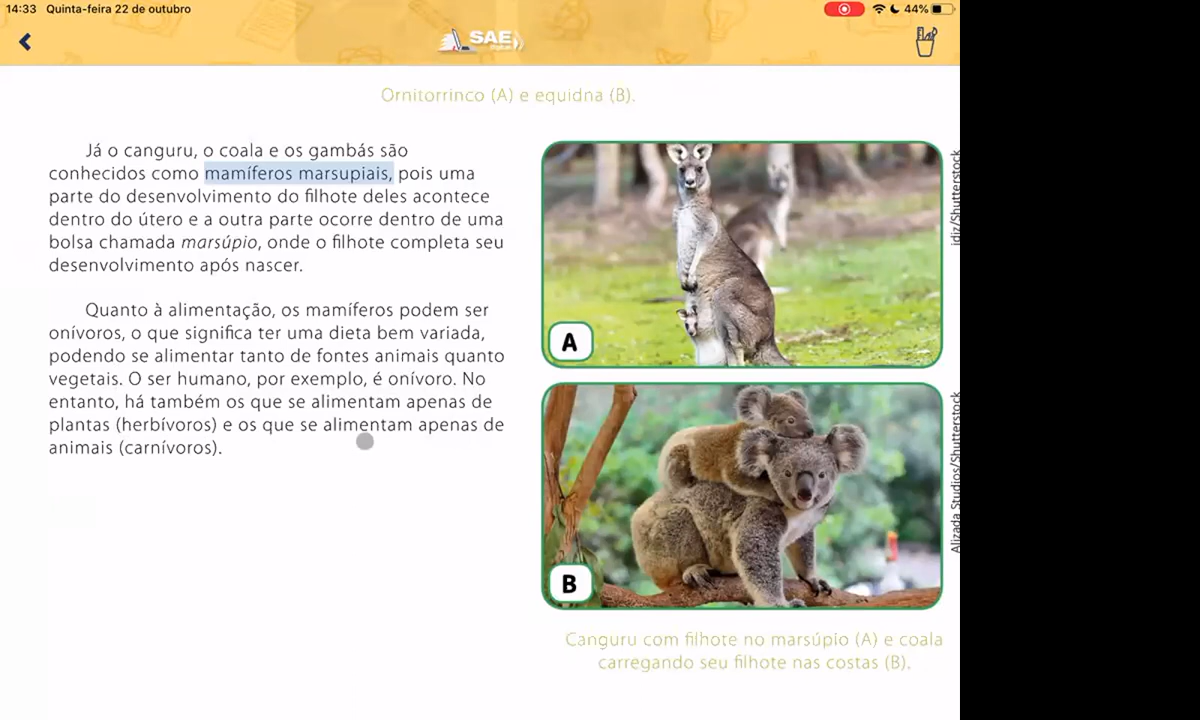 14:33 Quinta-feira 22 de outubro
44%
SAE
Ornitorrinco (A) e equidna (B).
Já o canguru, o coala e os gambás são
conhecidos como mamíferos marsupiais, pois uma
parte do desenvolvimento do filhote deles acontece
dentro do útero e a outra parte ocorre dentro de uma
bolsa chamada marsúpio, onde o filhote completa seu
desenvolvimento após nascer.
Quanto à alimentação, os mamíferos podem ser
onívoros, o que significa ter uma dieta bem variada,
podendo se alimentar tanto de fontes animais quanto
vegetais. O ser humano, por exemplo, é onívoro. No
entanto, há também os que se alimentam apenas de
plantas (herbívoros) e os que se alimentam apenas de
animais (carnívoros).
A
idiz/Shutterstock
B
Alizada Studios/Shutterstock
Canguru com filhote no marsúpio (A) e coala
carregando seu filhote nas costas (B).